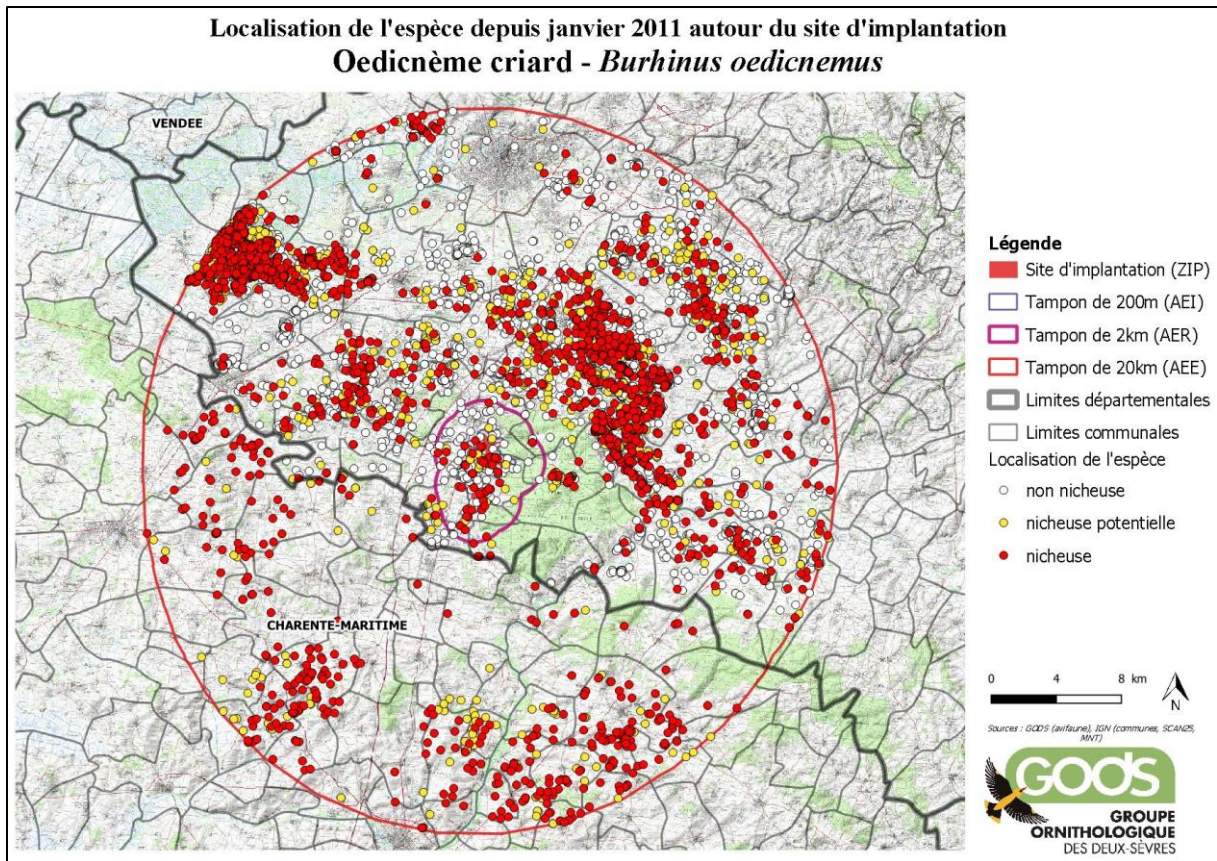 Localisation de l'espèce depuis janvier 2011 autour du site d'implantation
Oedicnème criard - Burhinus oedicnemus
VENDEE
CHARENTE-MARITIME
Légende
Site d'implantation (ZIP)
Tampon de 200m (AEI)
Tampon de 2km (AER)
Tampon de 20km (AEE)
Limites départementales
Limites communales
Localisation de l'espèce
non nicheuse
nicheuse potentielle
nicheuse
0 4 8 km
N
Sources : GODS (avifaune), IGN (communes, SCAN25,
MNT)
GODS
GROUPE
ORNITHOLOGIQUE
DES DEUX-SÈVRES